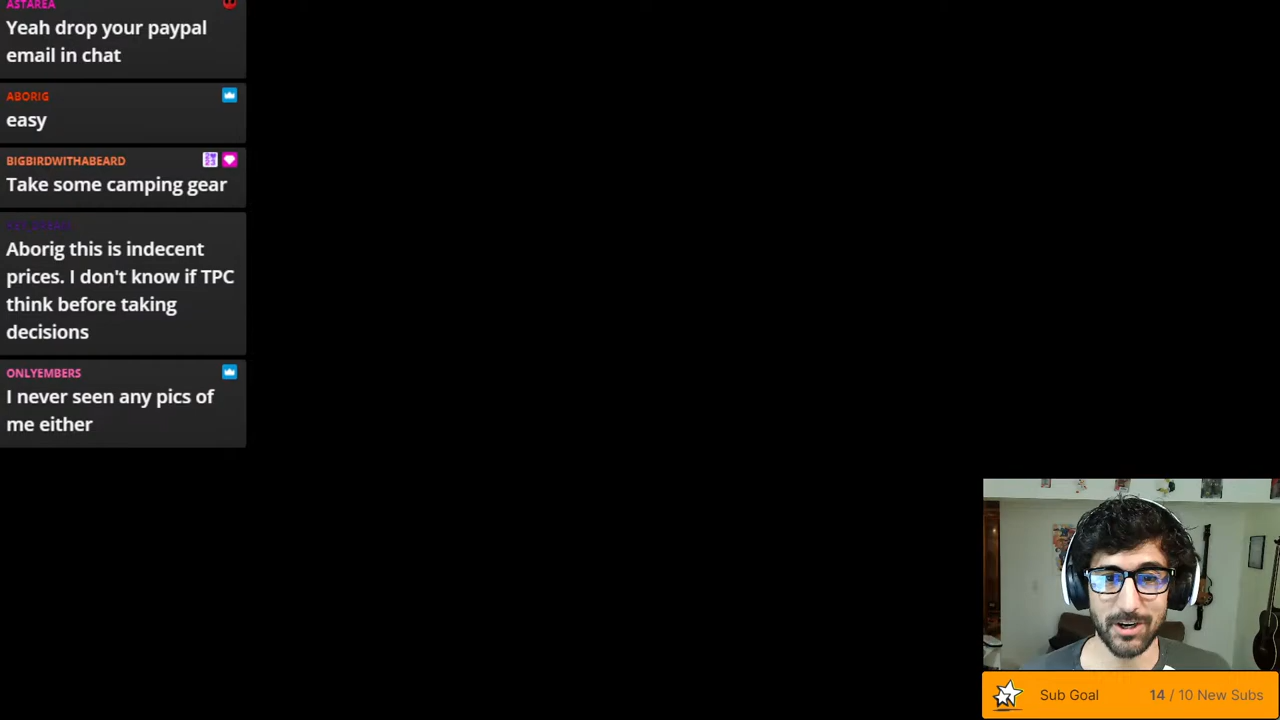 ASTAREA
Yeah drop your paypal
email in chat
ABORIG
easy
BIGBIRDWITHABEARD
Take some camping gear
Aborig this is indecent
prices. I don't know if TPC
think before taking
decisions
ONLYEMBERS
I never seen any pics of
me either
Sub Goal 14 / 10 New Subs